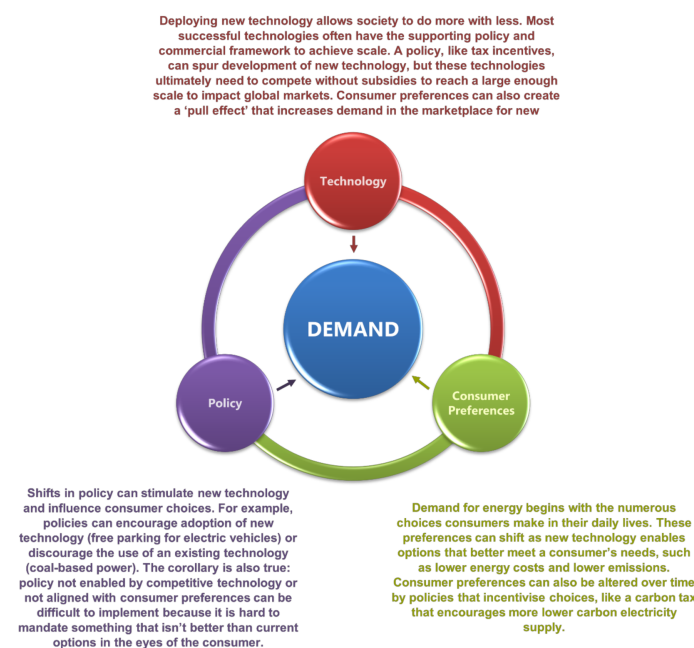 Deploying new technology allows society to do more with less. Most
successful technologies often have the supporting policy and
commercial framework to achieve scale. A policy, like tax incentives,
can spur development of new technology, but these technologies
ultimately need to compete without subsidies to reach a large enough
scale to impact global markets. Consumer preferences can also create
a ‘pull effect’ that increases demand in the marketplace for new
Technology
DEMAND
Policy
Consumer
Preferences
Shifts in policy can stimulate new technology
and influence consumer choices. For example,
policies can encourage adoption of new
technology (free parking for electric vehicles) or
discourage the use of an existing technology
(coal-based power). The corollary is also true:
policy not enabled by competitive technology or
not aligned with consumer preferences can be
difficult to implement because it is hard to
mandate something that isn’t better than current
options in the eyes of the consumer.
Demand for energy begins with the numerous
choices consumers make in their daily lives. These
preferences can shift as new technology enables
options that better meet a consumer’s needs, such
as lower energy costs and lower emissions.
Consumer preferences can also be altered over time
by policies that incentivise choices, like a carbon tax
that encourages more lower carbon electricity
supply.